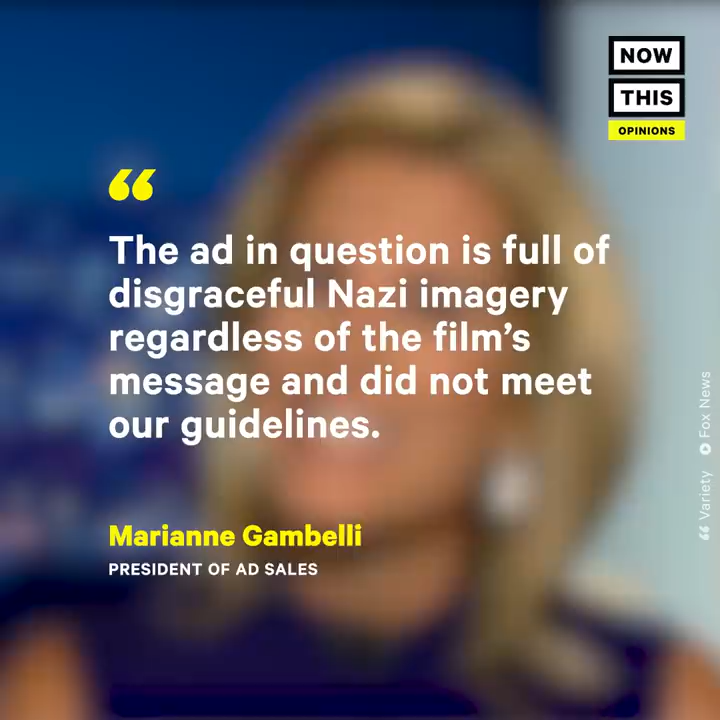 NOW
THIS
OPINIONS
“
The ad in question is full of
disgraceful Nazi imagery
regardless of the film’s
message and did not meet
our guidelines.
Marianne Gambelli
PRESIDENT OF AD SALES
“ Variety Fox News